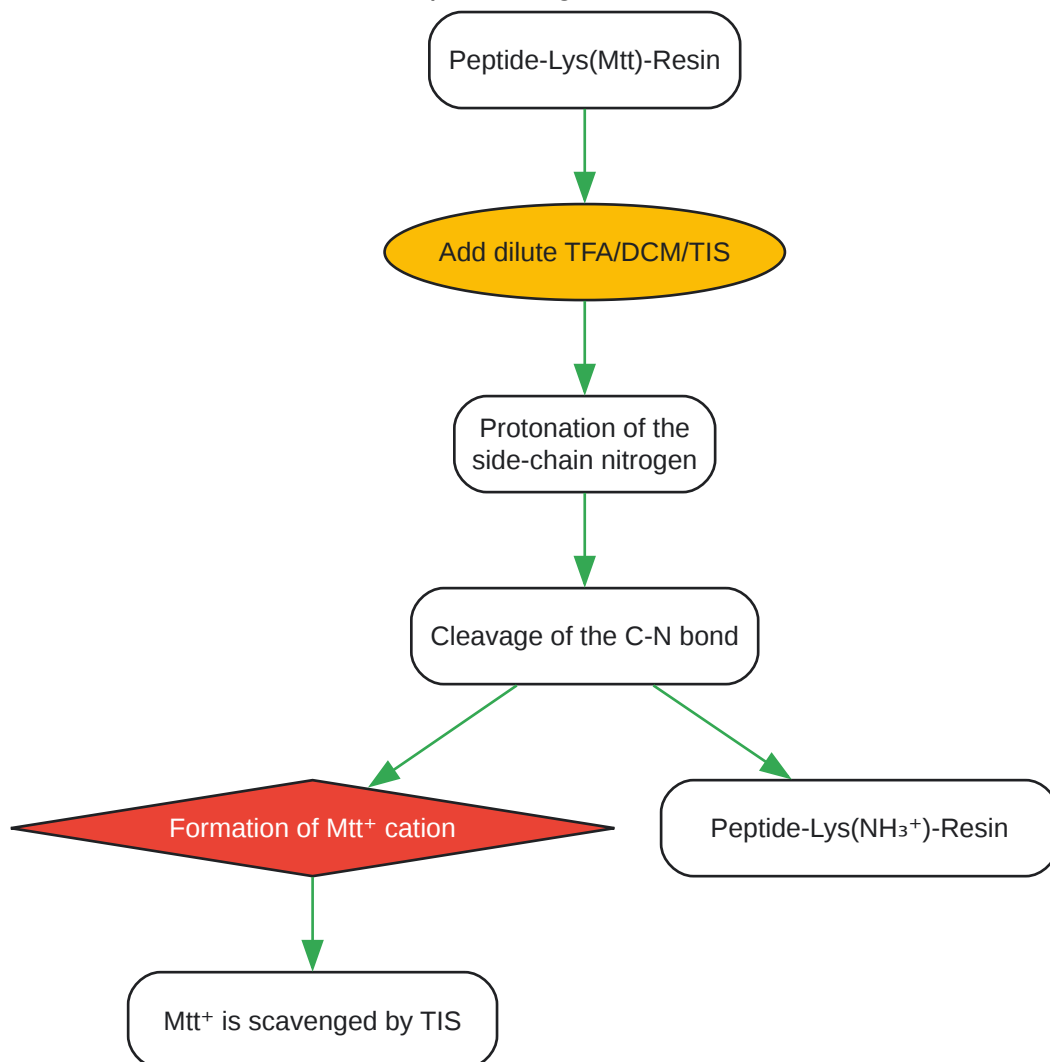 Peptide-Lys(Mtt)-Resin
Add dilute TFA/DCM/TIS
Protonation of the
side-chain nitrogen
Cleavage of the C-N bond
Formation of Mtt⁺ cation
Peptide-Lys(NH₃⁺)-Resin
Mtt⁺ is scavenged by TIS